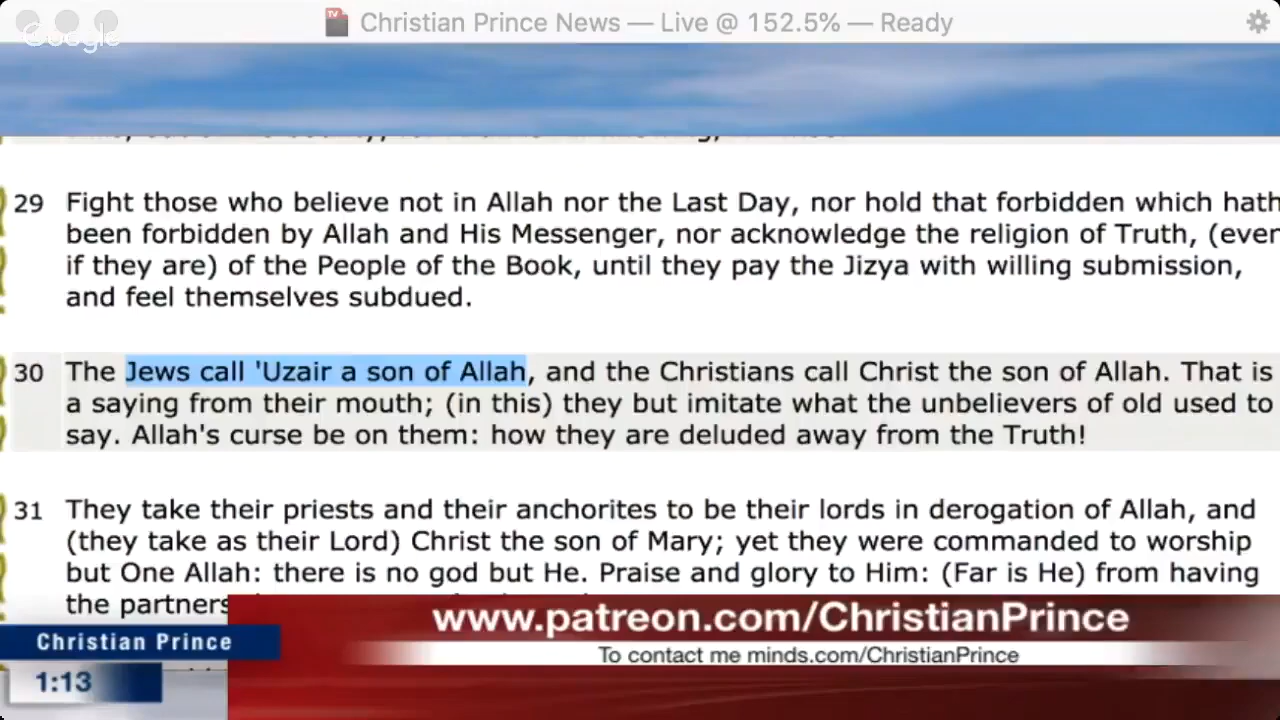 Christian Prince News — Live @ 152.5% — Ready
Google
29 Fight those who believe not in Allah nor the Last Day, nor hold that forbidden which hath
been forbidden by Allah and His Messenger, nor acknowledge the religion of Truth, (even
if they are) of the People of the Book, until they pay the Jizya with willing submission,
and feel themselves subdued.
30 The Jews call 'Uzair a son of Allah, and the Christians call Christ the son of Allah. That is
a saying from their mouth; (in this) they but imitate what the unbelievers of old used to
say. Allah's curse be on them: how they are deluded away from the Truth!
31 They take their priests and their anchorites to be their lords in derogation of Allah, and
(they take as their Lord) Christ the son of Mary; yet they were commanded to worship
but One Allah: there is no god but He. Praise and glory to Him: (Far is He) from having
the partners
www.patreon.com/ChristianPrince
Christian Prince
To contact me minds.com/ChristianPrince
1:13